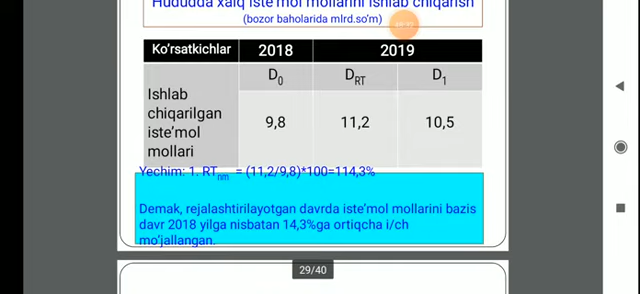 Hududda xalq iste'mol mollarini ishlab chiqarish
(bozor baholarida mlrd.so'm)
Ko'rsatkichlar 2018 2019
D0 DRT D1
Ishlab
chiqarilgan
iste'mol
mollari
9,8 11,2 10,5
Yechim: 1. RTnm = (11,2/9,8)*100=114,3%
Demak, rejalashtirilayotgan davrda iste'mol mollarini bazis
davr 2018 yilga nisbatan 14,3%ga ortiqcha i/ch
mo'jallangan.
29/40